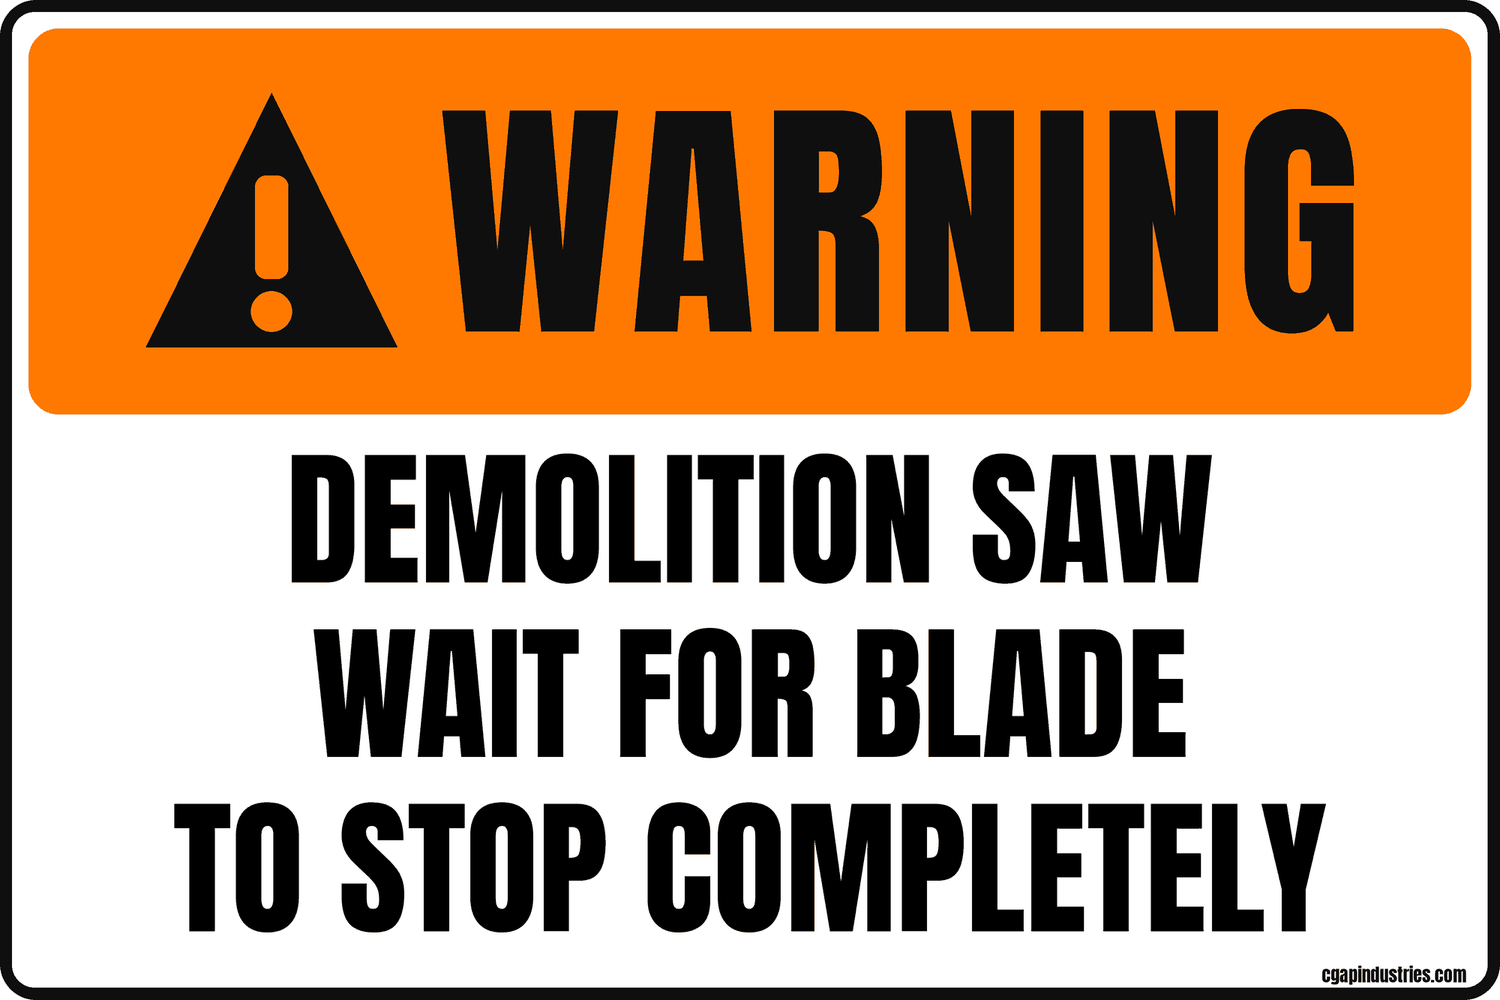 WARNING
DEMOLITION SAW
WAIT FOR BLADE
TO STOP COMPLETELY
cgapindustries.com